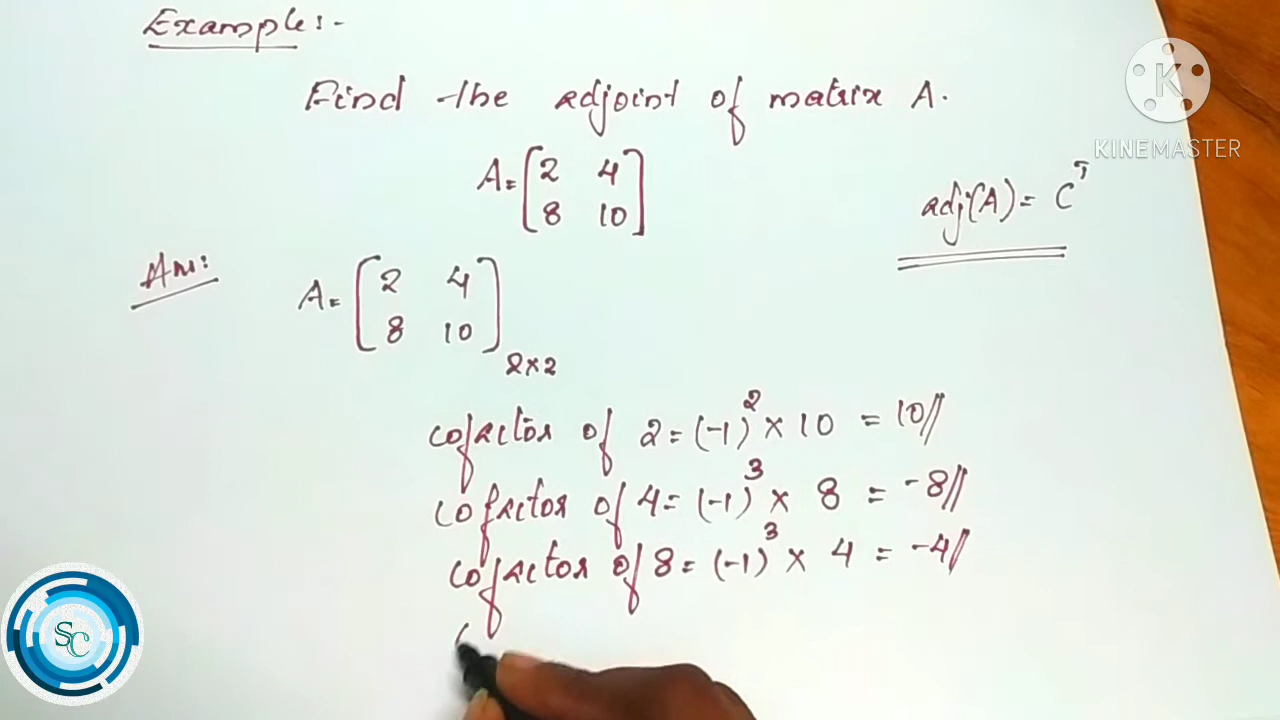 Example:-
Find the adjoint of matrix A.
A = [2 4
8 10]
adj(A) = Cᵀ
Ans:
A = [2 4
8 10]2×2
cofactor of 2 = (-1)² × 10 = 10//
cofactor of 4 = (-1)³ × 8 = -8//
cofactor of 8 = (-1)³ × 4 = -4//
K
KINEMASTER
SC